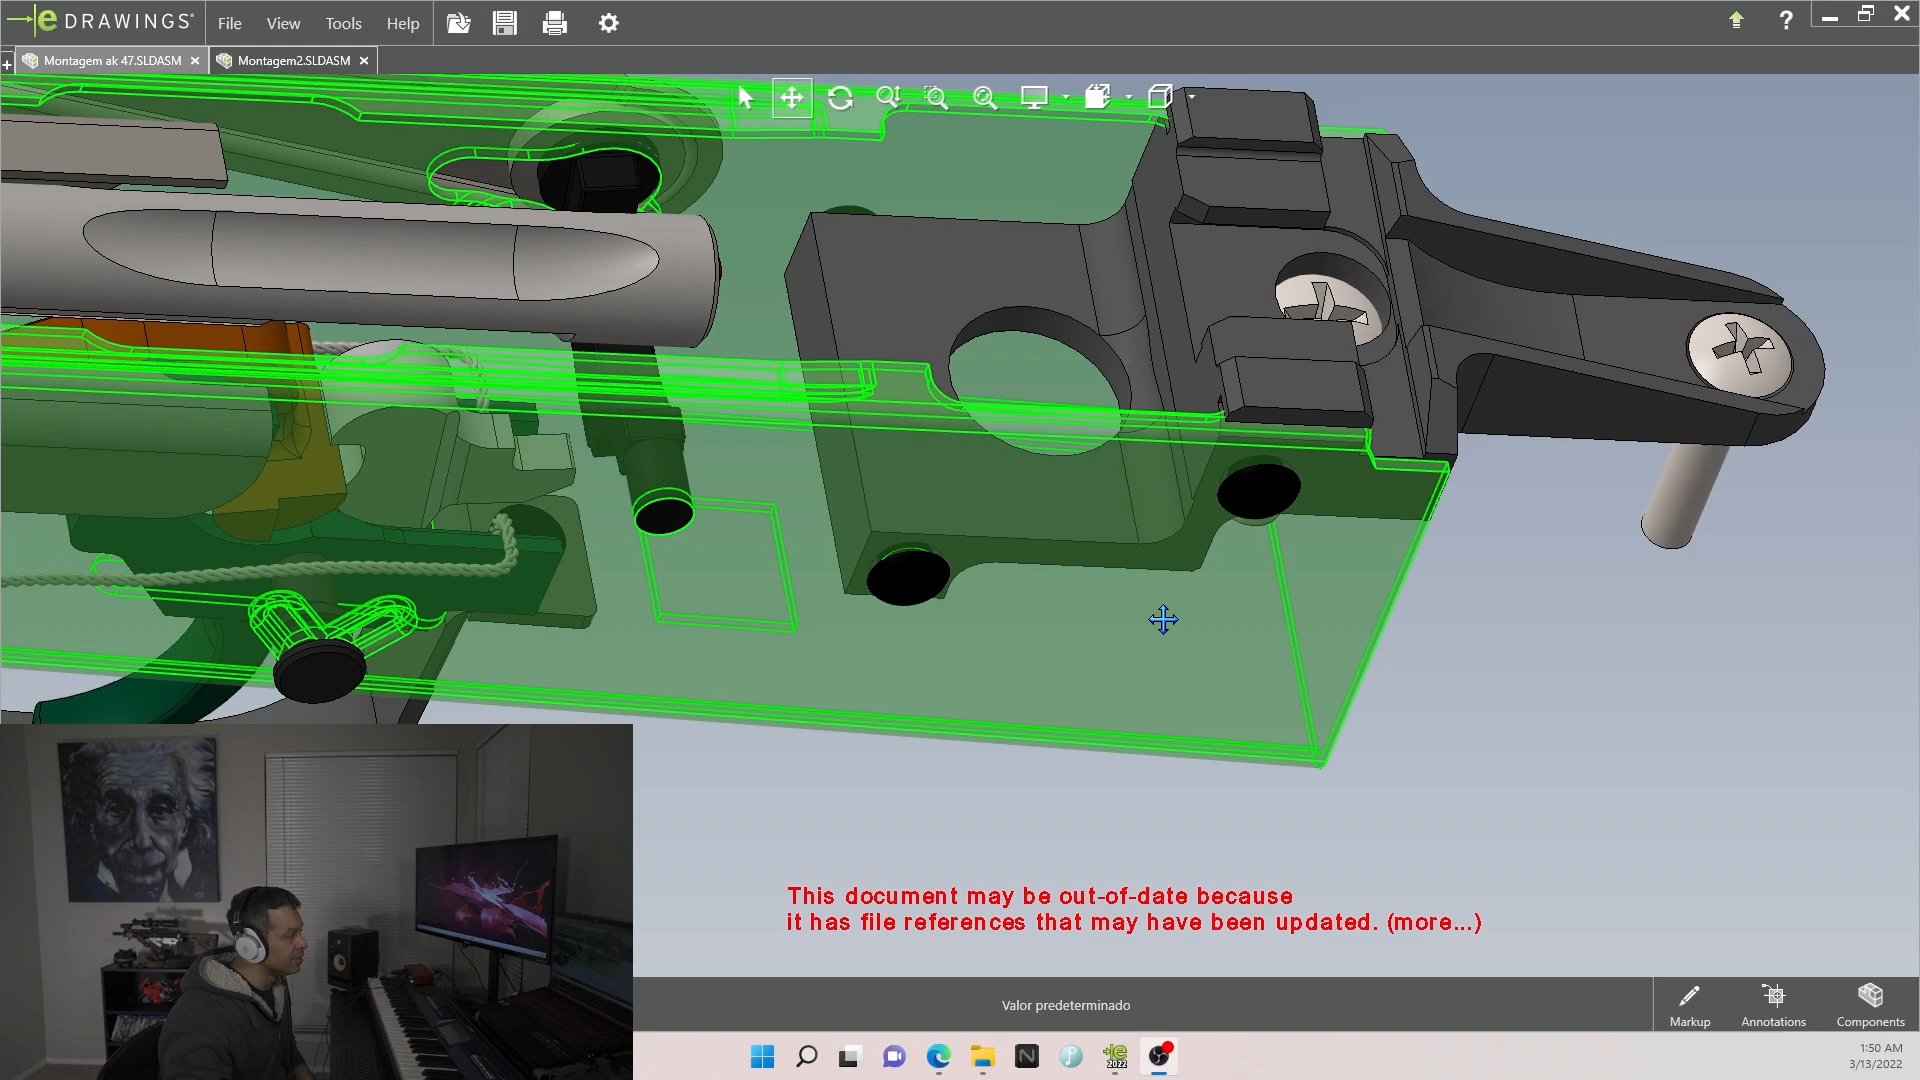 eDRAWINGS®
File View Tools Help
Montagem ak 47.SLDASM
Montagem2.SLDASM
This document may be out-of-date because
it has file references that may have been updated. (more...)
Valor predeterminado
Markup Annotations Components
2022
1:50 AM
3/13/2022